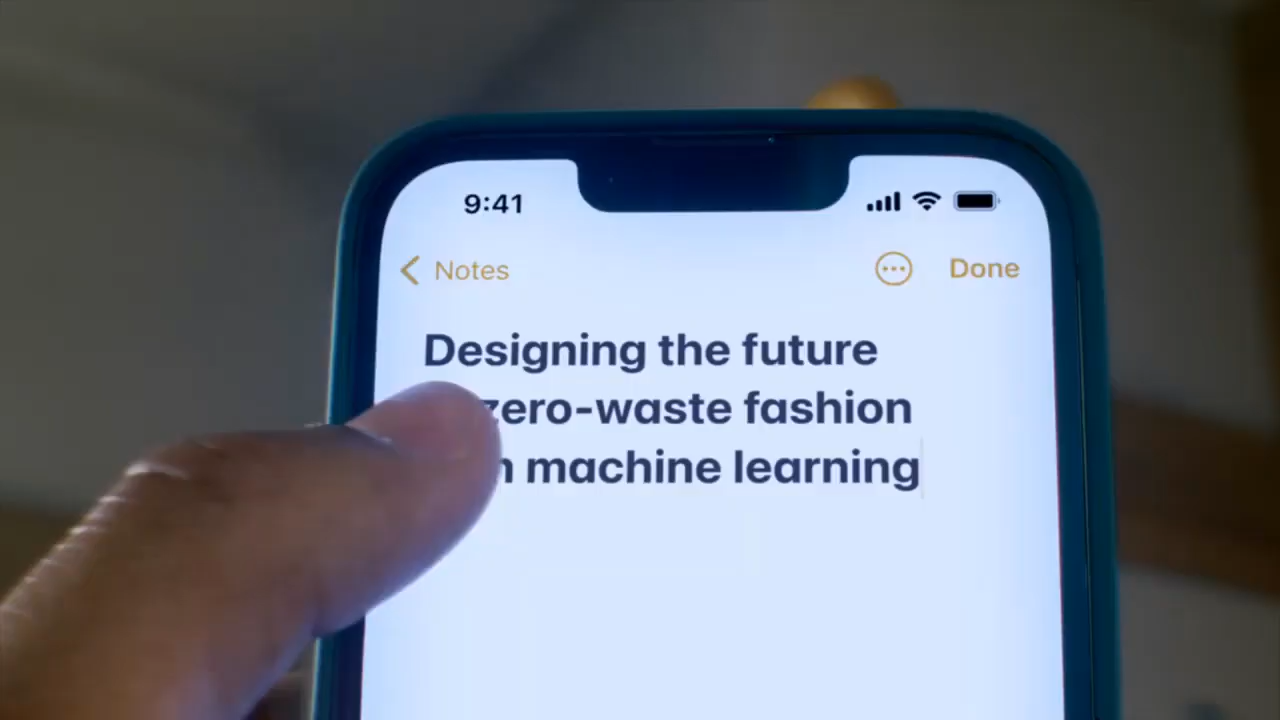 9:41
Notes
Done
Designing the future
zero-waste fashion
machine learning